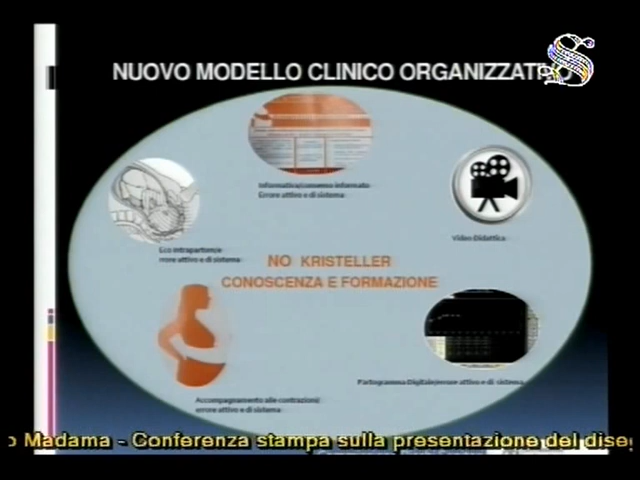 NUOVO MODELLO CLINICO ORGANIZZATIVO
Informativa/consenso informato
Errore attivo e di sistema
Video Didattica
Eco Intrapartom/e
rrore attivo e di sistema
NO KRISTELLER
CONOSCENZA E FORMAZIONE
Partogramma Digitale/errore attivo e di sistema
Accompagnamento alle contrazioni/
errore attivo e di sistema
o Madama - Conferenza stampa sulla presentazione del dise